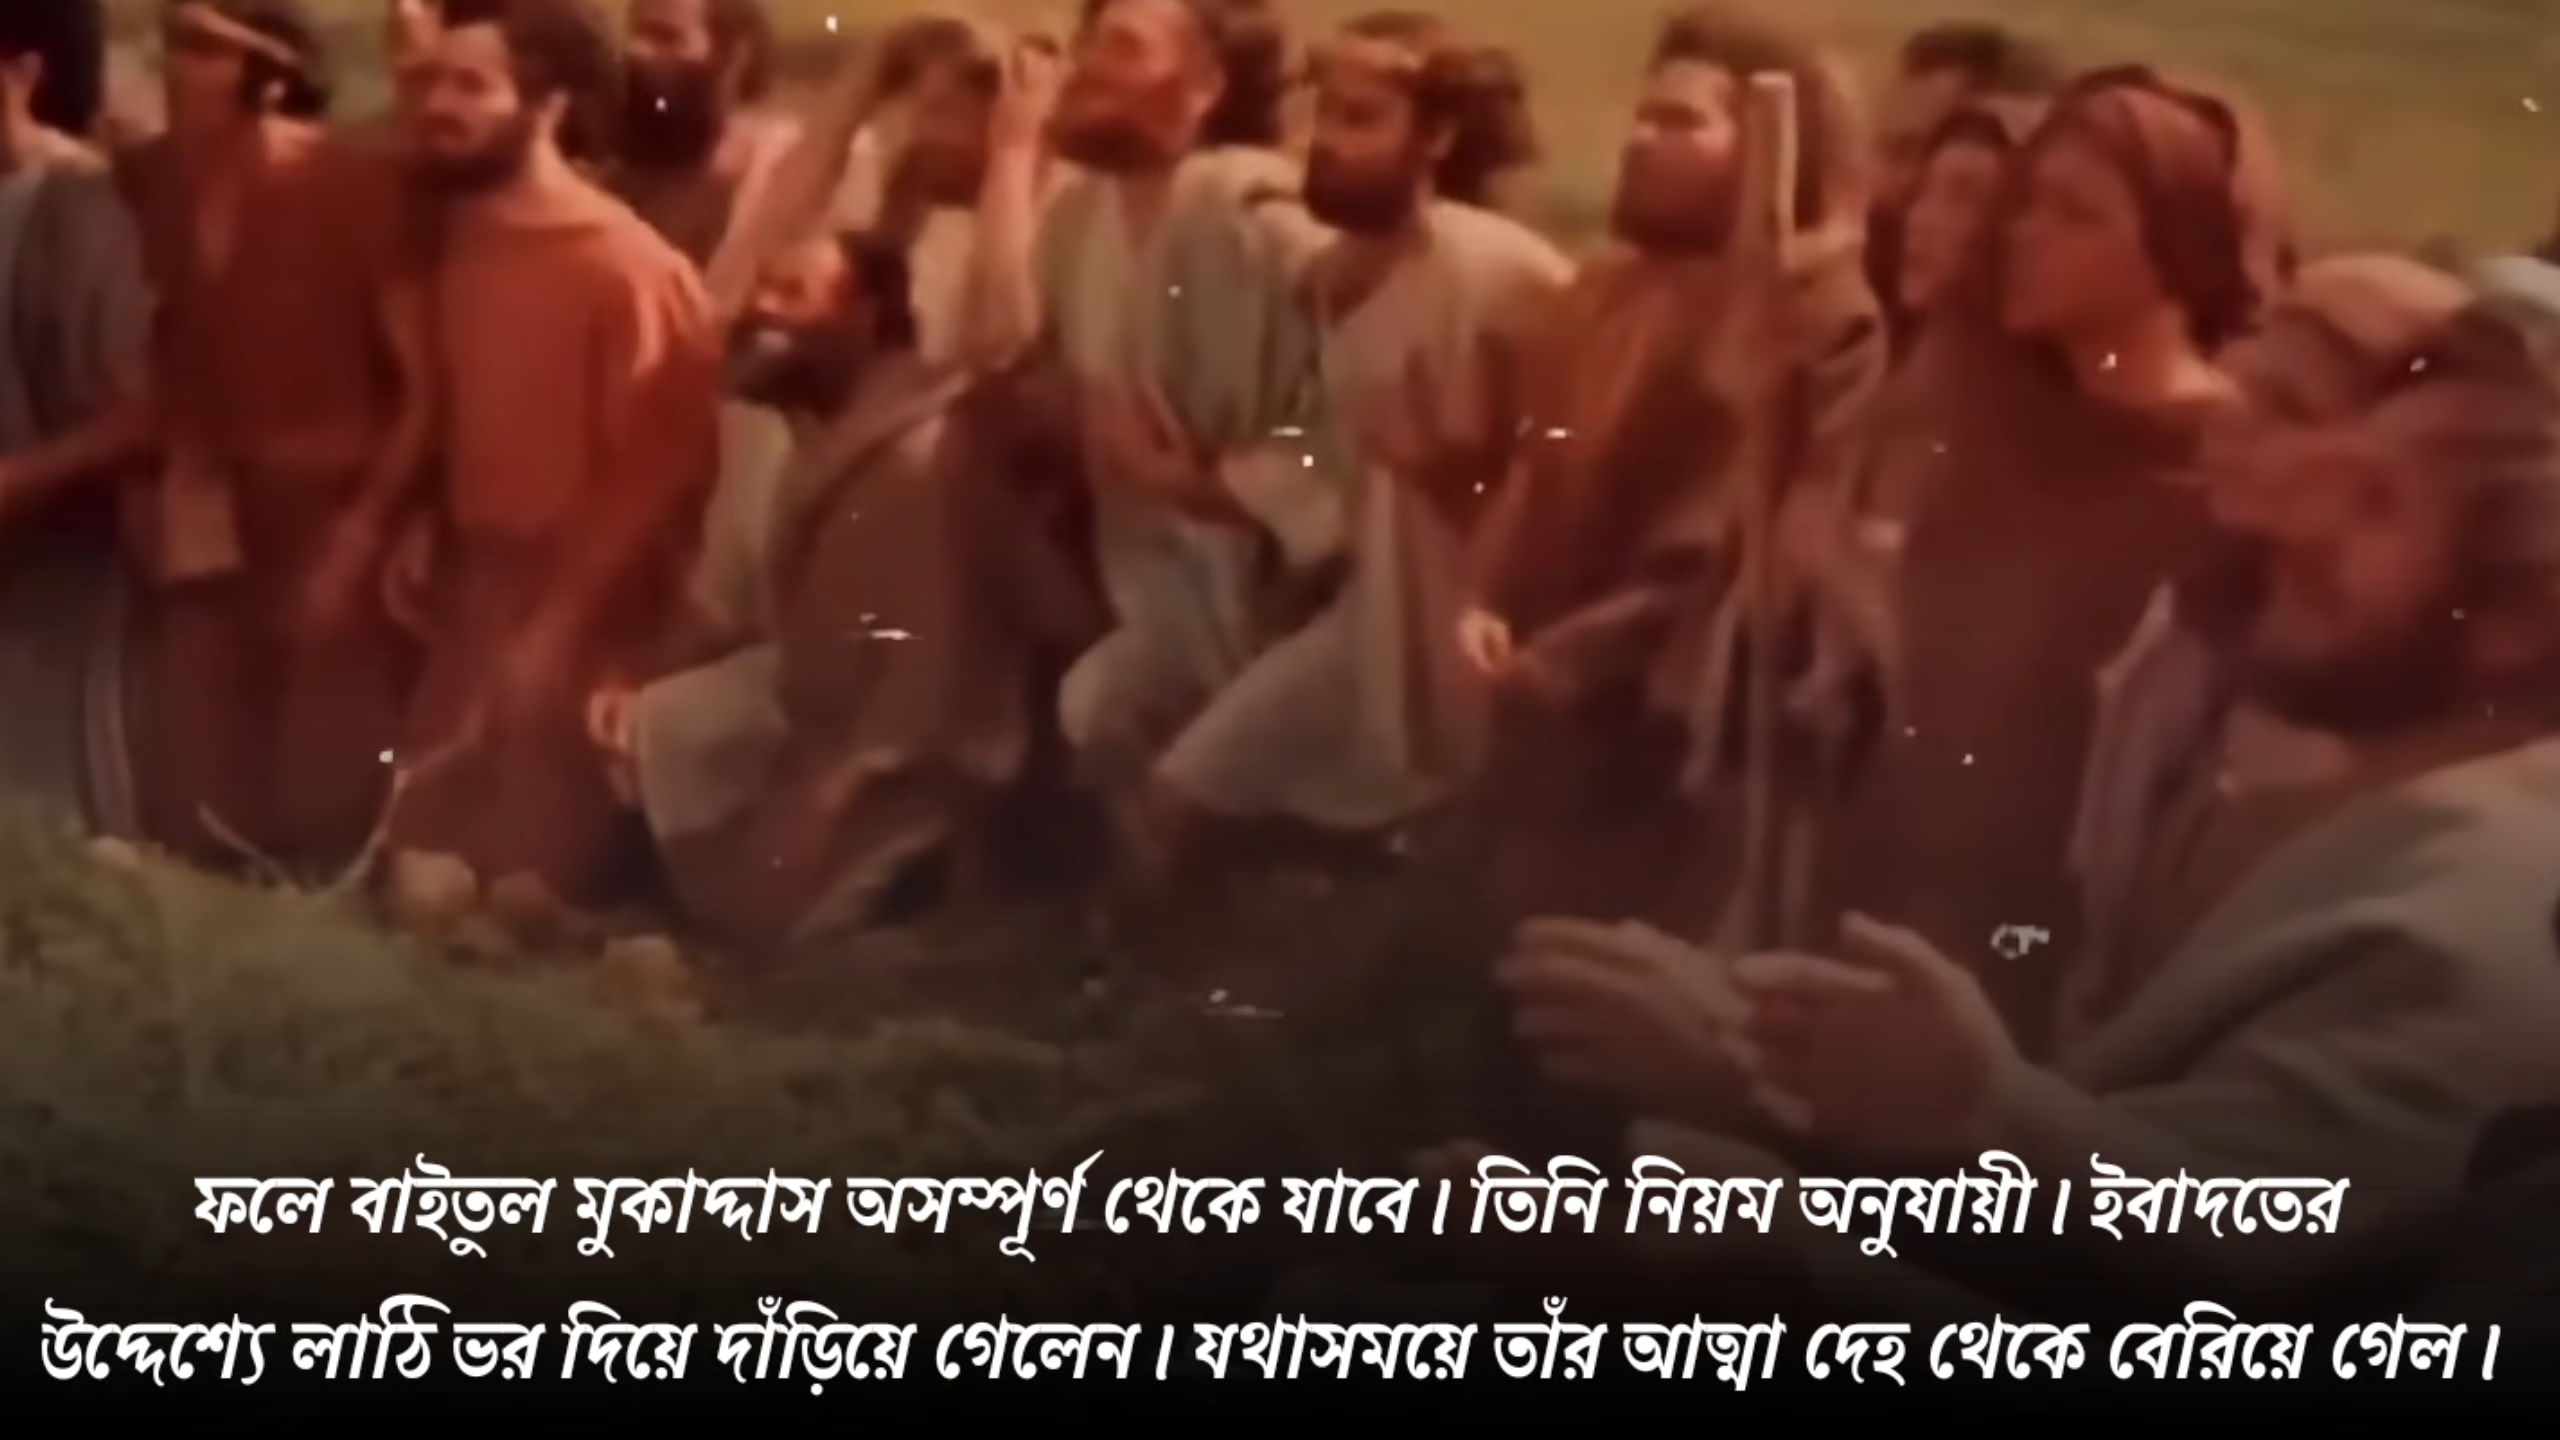 ফলে বাইতুল মুকাদ্দাস অসম্পূর্ণ থেকে যাবে। তিনি নিয়ম অনুযায়ী। ইবাদতের
উদ্দেশ্যে লাঠি ভর দিয়ে দাঁড়িয়ে গেলেন। যথাসময়ে তাঁর আত্মা দেহ থেকে বেরিয়ে গেল।